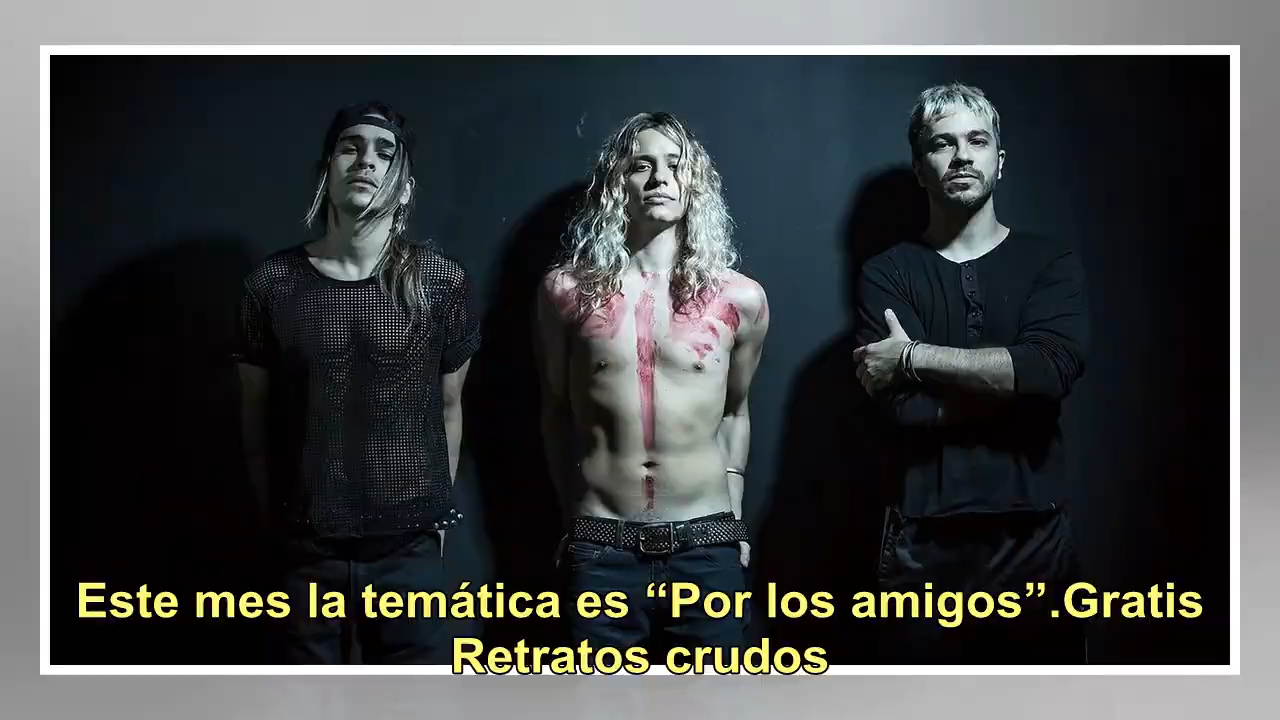 Este mes la temática es “Por los amigos”.Gratis
Retratos crudos